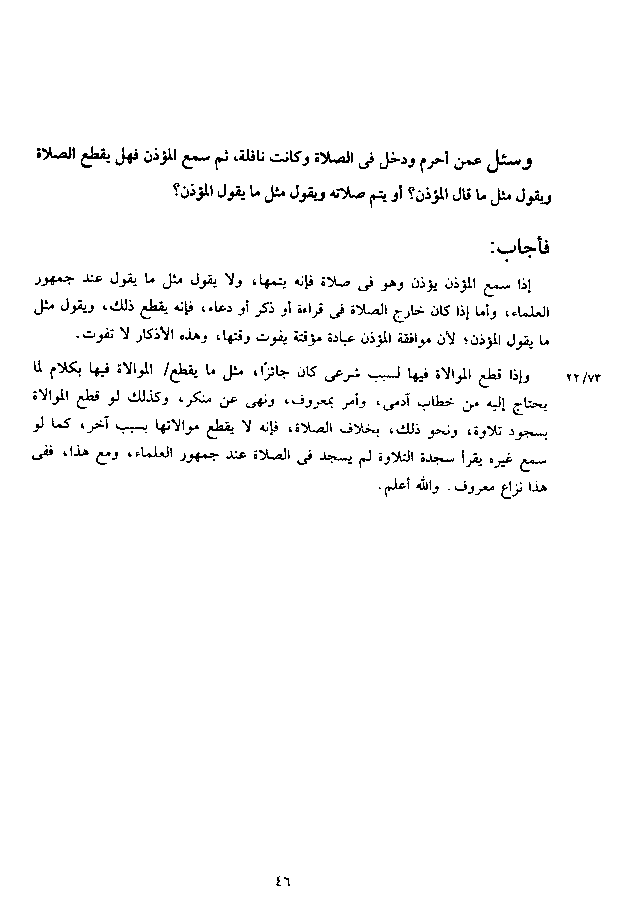 وسئل عمن أحرم ودخل فى الصلاة وكانت نافلة، ثم سمع المؤذن فهل يقطع الصلاة
ويقول مثل ما قال المؤذن؟ أو يتم صلاته ويقول مثل ما يقول المؤذن؟
فأجاب:
إذا سمع المؤذن يؤذن وهو فى صلاة فإنه يتمها، ولا يقول مثل ما يقول عند جمهور
العلماء، وأما إذا كان خارج الصلاة فى قراءة أو ذكر أو دعاء، فإنه يقطع ذلك، ويقول مثل
ما يقول المؤذن؛ لأن موافقة المؤذن عبادة مؤقتة يفوت وقتها، وهذه الأذكار لا تفوت.
٢٢/٧٣ وإذا قطع الموالاة فيها لسبب شرعى كان جائزًا، مثل ما يقطع/ الموالاة فيها بكلام لما
يحتاج إليه من خطاب آدمى، وأمر بمعروف، ونهى عن منكر، وكذلك لو قطع الموالاة
بسجود تلاوة، ونحو ذلك، بخلاف الصلاة، فإنه لا يقطع موالاتها بسبب آخر، كما لو
سمع غيره يقرأ سجدة التلاوة لم يسجد فى الصلاة عند جمهور العلماء، ومع هذا، ففى
هذا نزاع معروف. والله أعلم.
٤٦